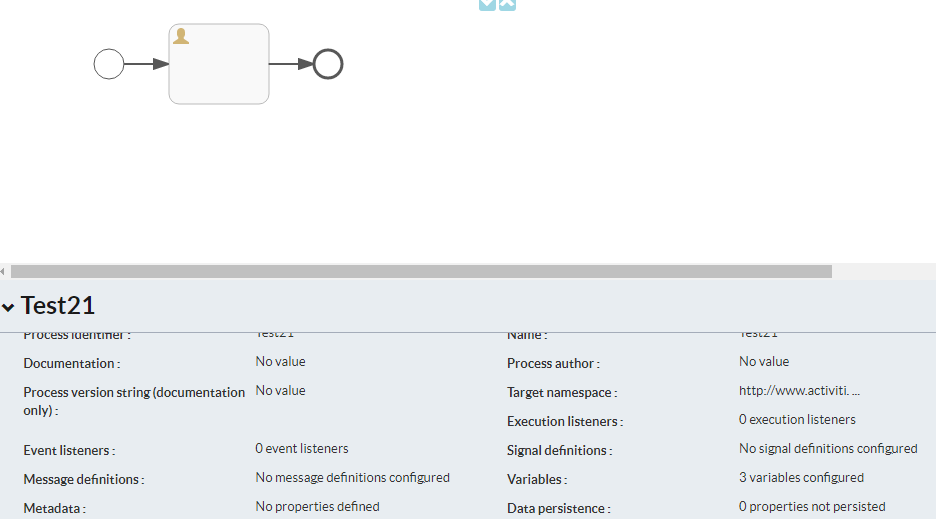 Test21
Process identifier : Test21 Name : Test21
Documentation : No value Process author : No value
Process version string (documentation No value Target namespace : http://www.activiti. ...
only) :
Execution listeners : 0 execution listeners
Event listeners : 0 event listeners Signal definitions : No signal definitions configured
Message definitions : No message definitions configured Variables : 3 variables configured
Metadata : No properties defined Data persistence : 0 properties not persisted